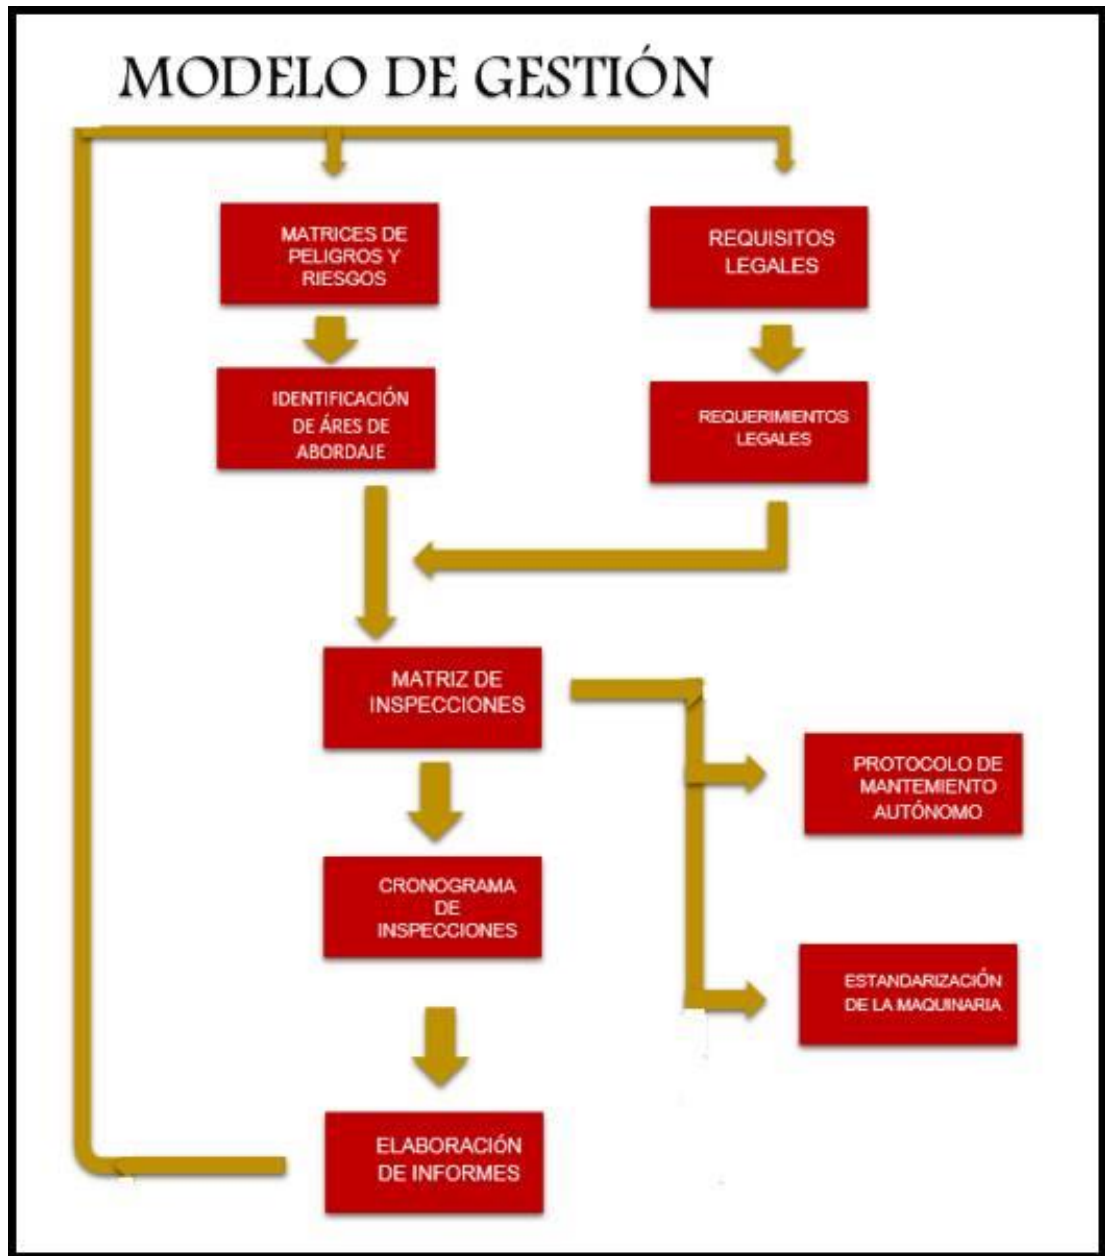 MODELO DE GESTIÓN
MATRICES DE
PELIGROS Y
RIESGOS
REQUISITOS
LEGALES
IDENTIFICACIÓN
DE ÁRES DE
ABORDAJE
REQUERIMIENTOS
LEGALES
MATRIZ DE
INSPECCIONES
PROTOCOLO DE
MANTEMIENTO
AUTÓNOMO
CRONOGRAMA
DE
INSPECCIONES
ESTANDARIZACIÓN
DE LA MAQUINARIA
ELABORACIÓN
DE INFORMES